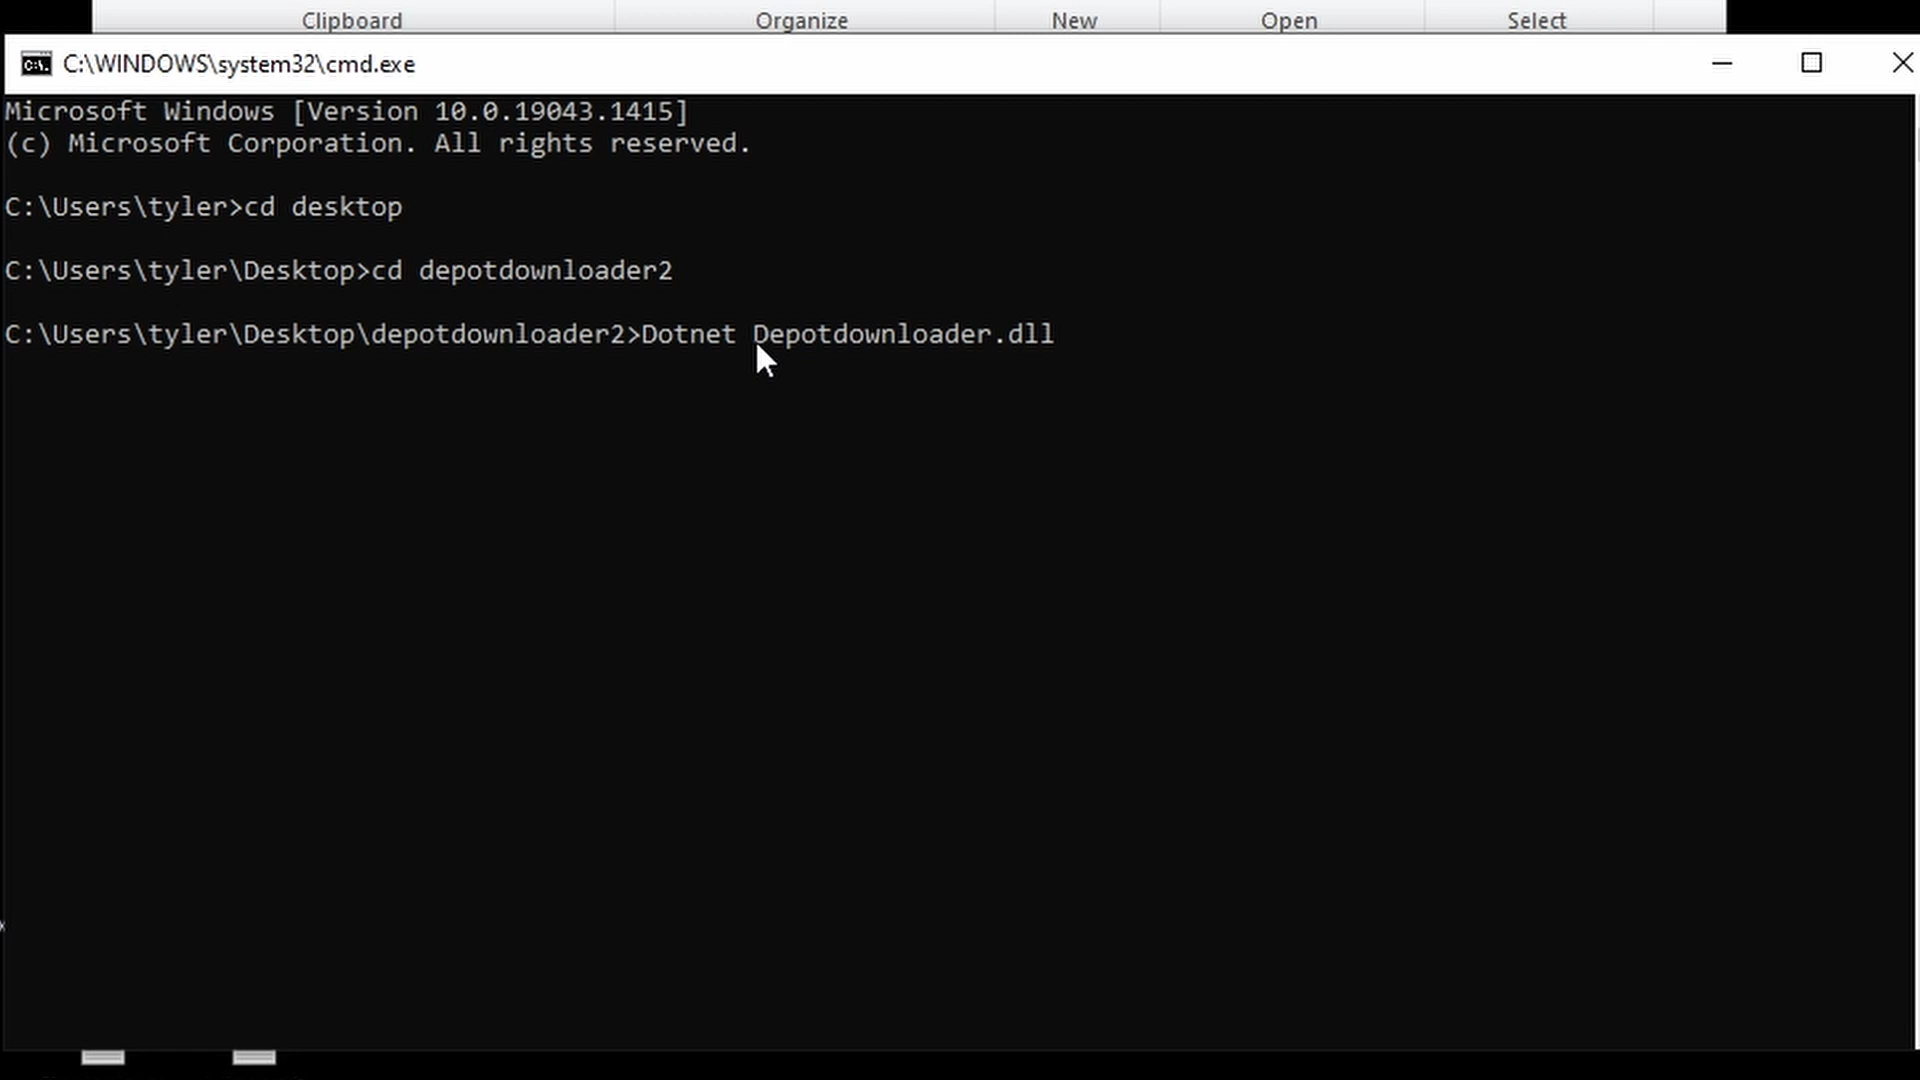 Clipboard Organize New Open Select
C:\WINDOWS\system32\cmd.exe
Microsoft Windows [Version 10.0.19043.1415]
(c) Microsoft Corporation. All rights reserved.
C:\Users\tyler>cd desktop
C:\Users\tyler\Desktop>cd depotdownloader2
C:\Users\tyler\Desktop\depotdownloader2>Dotnet Depotdownloader.dll